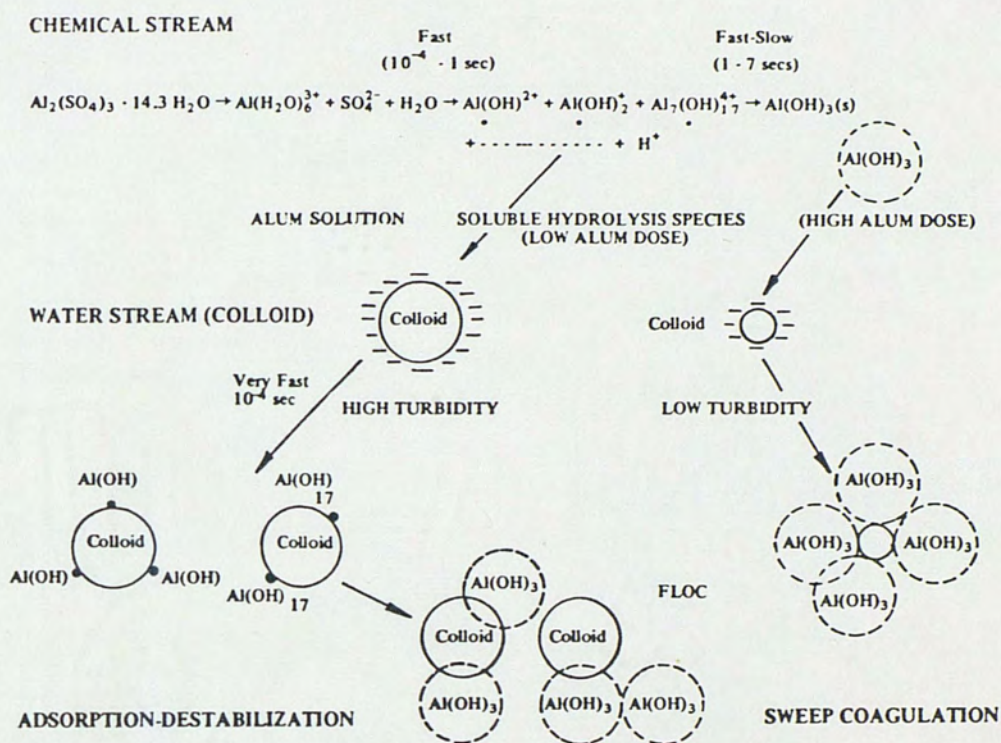 CHEMICAL STREAM
Fast
(10⁻⁴ - 1 sec)
Fast-Slow
(1 - 7 secs)
Al₂(SO₄)₃ · 14.3 H₂O → Al(H₂O)₆³⁺ + SO₄²⁻ + H₂O → Al(OH)²⁺ + Al(OH)₂⁺ + Al₇(OH)₁₇⁴⁺ → Al(OH)₃(s)
+ - - - - --- - - - - - - - + H⁺
Al(OH)₃
ALUM SOLUTION
SOLUBLE HYDROLYSIS SPECIES
(LOW ALUM DOSE)
(HIGH ALUM DOSE)
WATER STREAM (COLLOID)
Colloid
Colloid
Very Fast
10⁻⁴ sec
HIGH TURBIDITY
LOW TURBIDITY
Al(OH)
Colloid
Al(OH)
Al(OH)
Al(OH)
17
Colloid
Al(OH)
17
Al(OH)₃
Colloid
Al(OH)₃
Colloid
Al(OH)₃
Al(OH)₃
FLOC
Al(OH)₃
Al(OH)₃
Al(OH)₃
Al(OH)₃
ADSORPTION-DESTABILIZATION
SWEEP COAGULATION